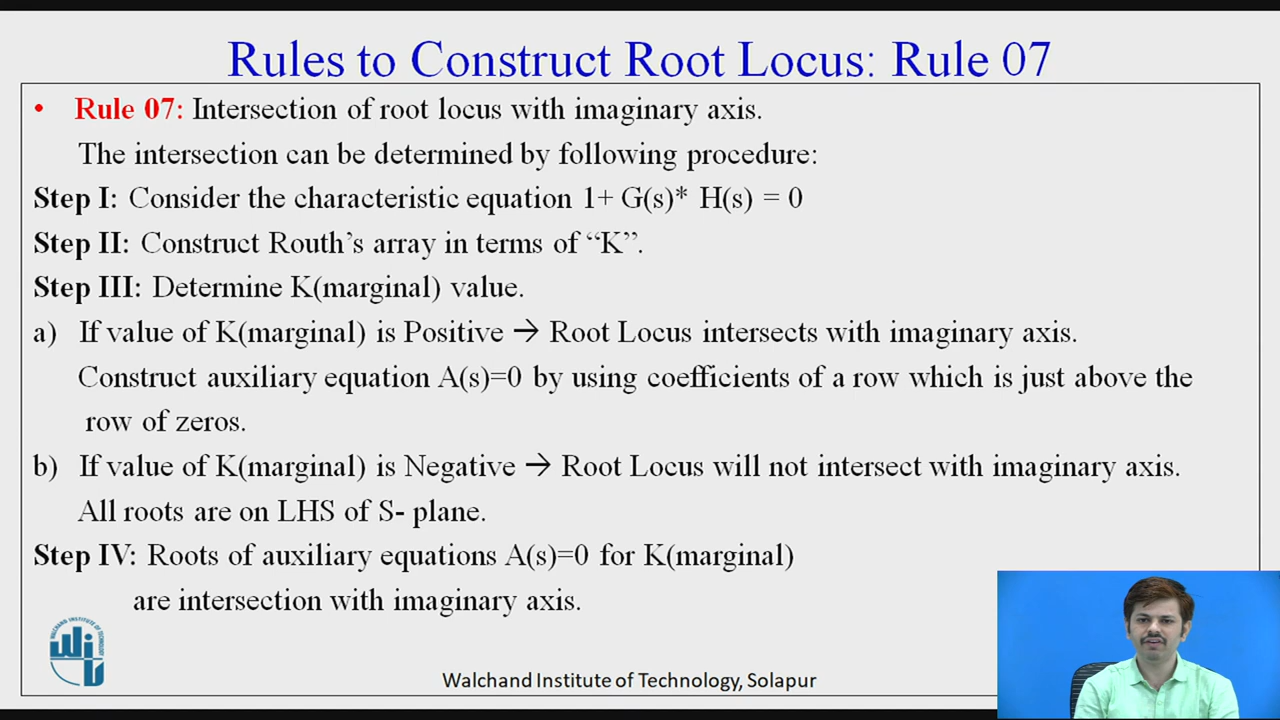 Rules to Construct Root Locus: Rule 07
• Rule 07: Intersection of root locus with imaginary axis.
The intersection can be determined by following procedure:
Step I: Consider the characteristic equation 1+ G(s)* H(s) = 0
Step II: Construct Routh’s array in terms of “K”.
Step III: Determine K(marginal) value.
a) If value of K(marginal) is Positive → Root Locus intersects with imaginary axis.
Construct auxiliary equation A(s)=0 by using coefficients of a row which is just above the
row of zeros.
b) If value of K(marginal) is Negative → Root Locus will not intersect with imaginary axis.
All roots are on LHS of S- plane.
Step IV: Roots of auxiliary equations A(s)=0 for K(marginal)
are intersection with imaginary axis.
WALCHAND INSTITUTE OF TECHNOLOGY
Walchand Institute of Technology, Solapur